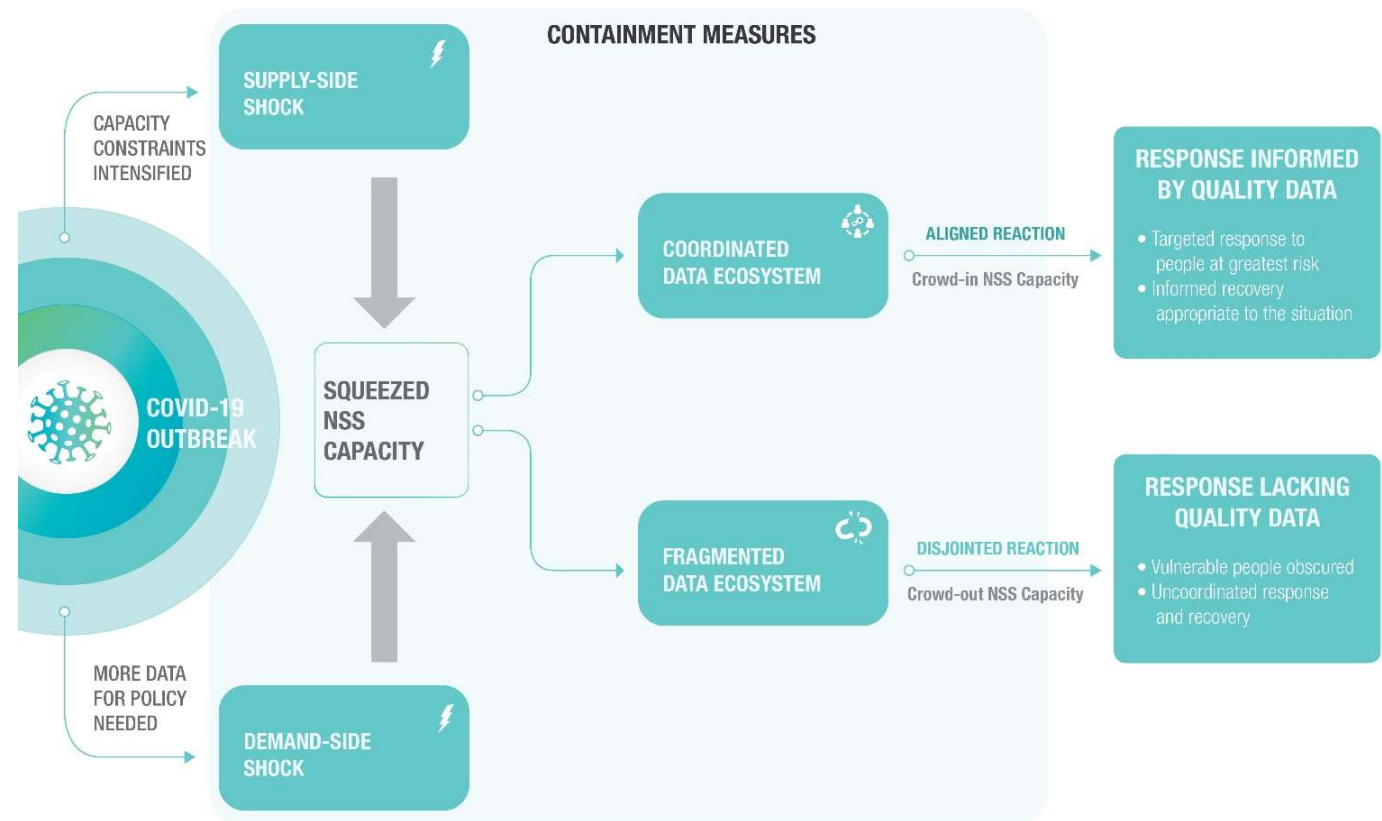 CONTAINMENT MEASURES
SUPPLY-SIDE
SHOCK
CAPACITY
CONSTRAINTS
INTENSIFIED
COVID-19
OUTBREAK
MORE DATA
FOR POLICY
NEEDED
DEMAND-SIDE
SHOCK
SQUEEZED
NSS
CAPACITY
COORDINATED
DATA ECOSYSTEM
ALIGNED REACTION
Crowd-in NSS Capacity
RESPONSE INFORMED
BY QUALITY DATA
• Targeted response to
people at greatest risk
• Informed recovery
appropriate to the situation
FRAGMENTED
DATA ECOSYSTEM
DISJOINTED REACTION
Crowd-out NSS Capacity
RESPONSE LACKING
QUALITY DATA
• Vulnerable people obscured
• Uncoordinated response
and recovery